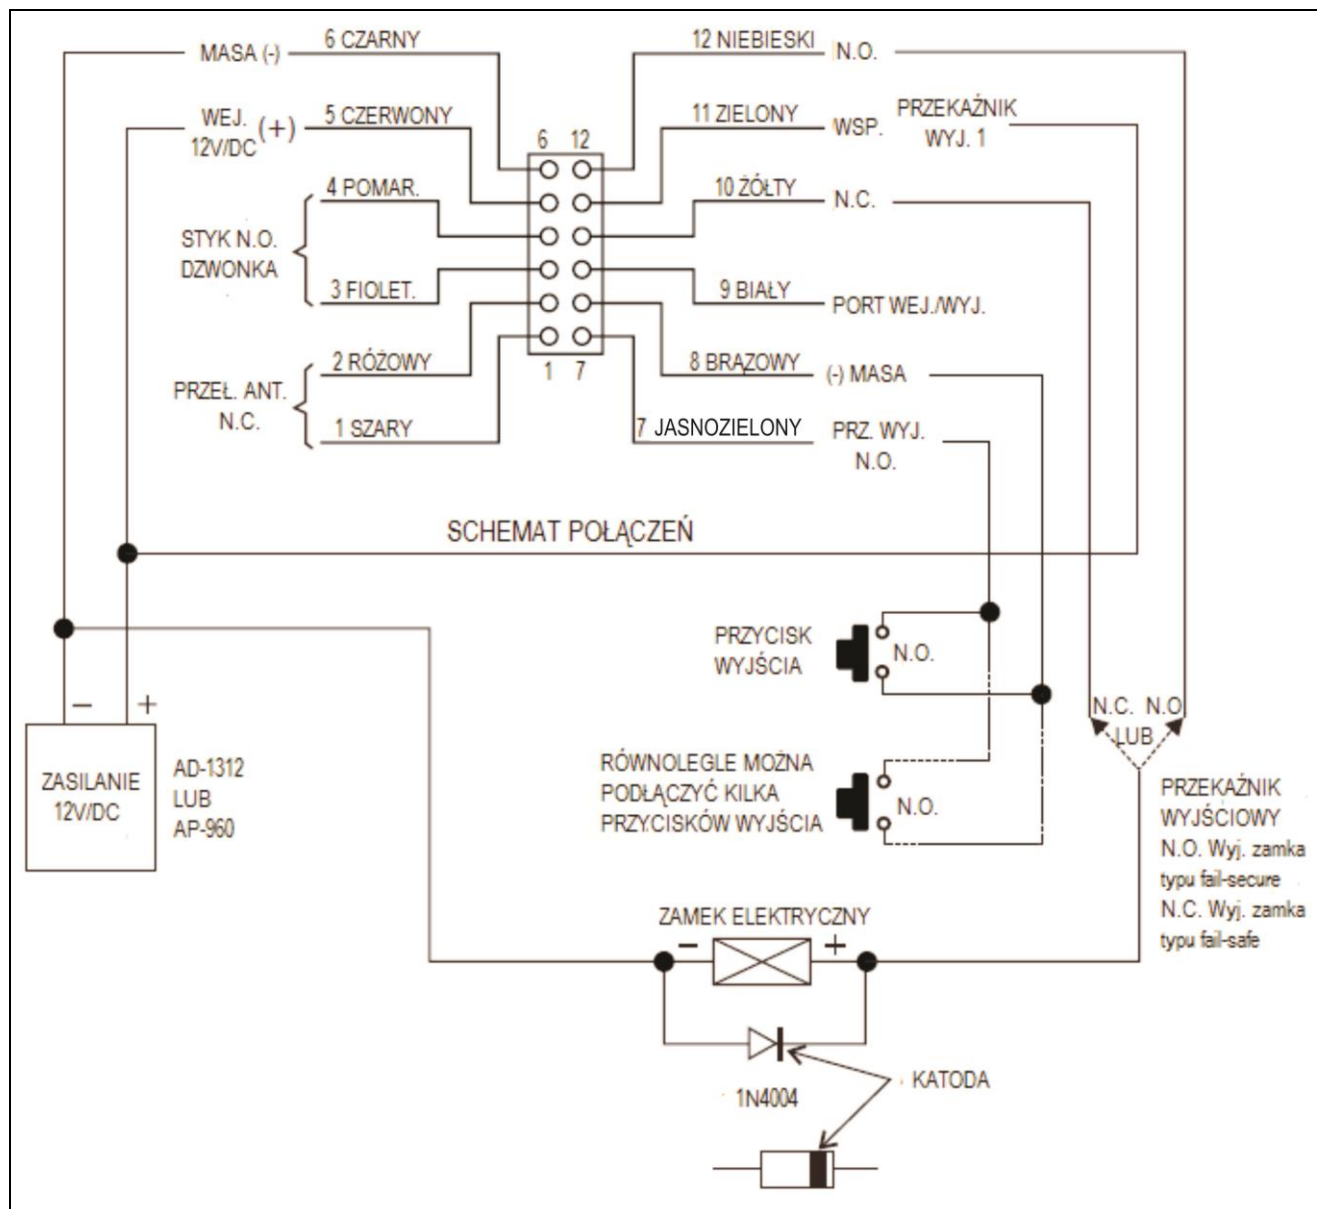 6 CZARNY
MASA (-)
WEJ.
12V/DC (+)
5 CZERWONY
4 POMAR.
STYK N.O.
DZWONKA
3 FIOLET.
2 RÓŻOWY
PRZEŁ. ANT.
N.C.
1 SZARY
6 12
1 7
12 NIEBIESKI
N.O.
11 ZIELONY
WSP.
PRZEKAŹNIK
WYJ. 1
10 ŻÓŁTY
N.C.
9 BIAŁY
PORT WEJ./WYJ.
8 BRĄZOWY
(-) MASA
7 JASNOZIELONY
PRZ. WYJ.
N.O.
SCHEMAT POŁĄCZEŃ
PRZYCISK
WYJŚCIA
N.O.
N.C. N.O
LUB
- +
ZASILANIE
12V/DC
AD-1312
LUB
AP-960
RÓWNOLEGLE MOŻNA
PODŁĄCZYĆ KILKA
PRZYCISKÓW WYJŚCIA
N.O.
PRZEKAŹNIK
WYJŚCIOWY
N.O. Wyj. zamka
typu fail-secure
N.C. Wyj. zamka
typu fail-safe
ZAMEK ELEKTRYCZNY
- +
1N4004
KATODA